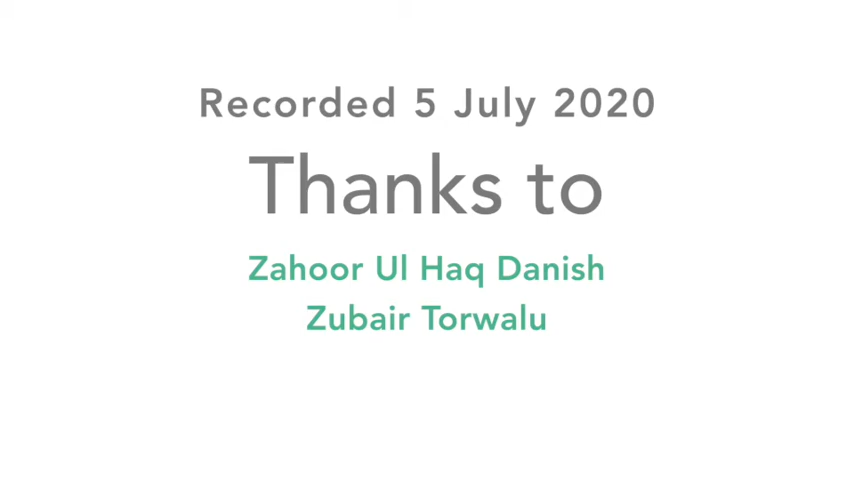 Recorded 5 July 2020
Thanks to
Zahoor Ul Haq Danish
Zubair Torwalu